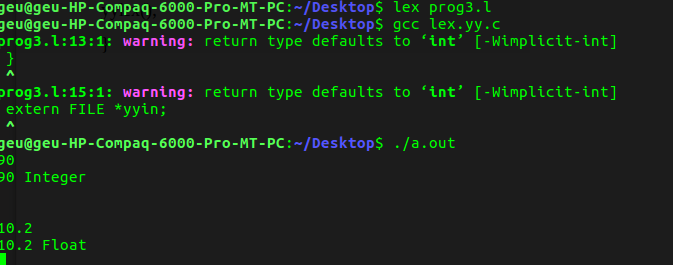 geu@geu-HP-Compaq-6000-Pro-MT-PC:~/Desktop$ lex prog3.l
geu@geu-HP-Compaq-6000-Pro-MT-PC:~/Desktop$ gcc lex.yy.c
prog3.l:13:1: warning: return type defaults to ‘int’ [-Wimplicit-int]
}
^
prog3.l:15:1: warning: return type defaults to ‘int’ [-Wimplicit-int]
extern FILE *yyin;
^
geu@geu-HP-Compaq-6000-Pro-MT-PC:~/Desktop$ ./a.out
90
90 Integer
10.2
10.2 Float